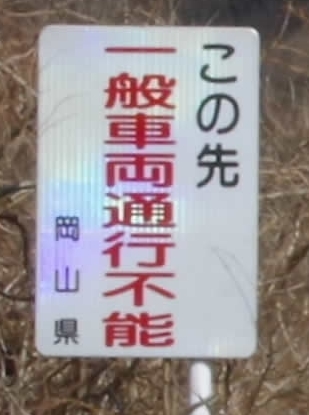 この先
一般車両通行不能
岡山県